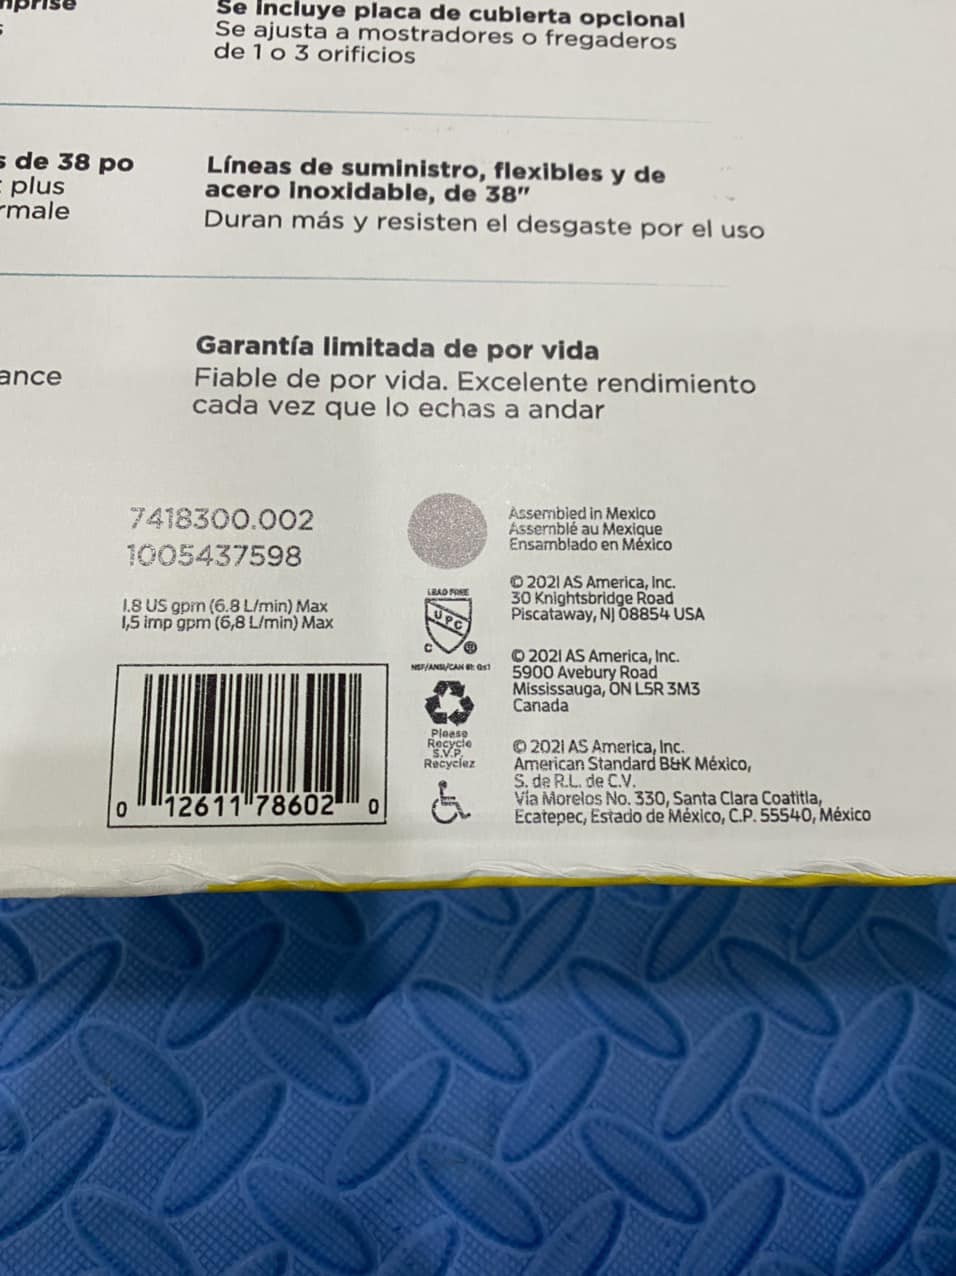 Se incluye placa de cubierta opcional
Se ajusta a mostradores o fregaderos
de 1 o 3 orificios
s de 38 po
plus
rmale
Líneas de suministro, flexibles y de
acero inoxidable, de 38"
Duran más y resisten el desgaste por el uso
ance
Garantía limitada de por vida
Fiable de por vida. Excelente rendimiento
cada vez que lo echas a andar
7418300.002
1005437598
1.8 US gpm (6.8 L/min) Max
1,5 imp gpm (6,8 L/min) Max
0 12611 78602 0
LEAD FREE
UPC
C ®
NSF/ANSI/CAN 61: Q≤1
Please
Recycle
S.V.P.
Recyclez
Assembled in Mexico
Assemblé au Mexique
Ensamblado en México
© 2021 AS America, Inc.
30 Knightsbridge Road
Piscataway, NJ 08854 USA
© 2021 AS America, Inc.
5900 Avebury Road
Mississauga, ON L5R 3M3
Canada
© 2021 AS America, Inc.
American Standard B&K México,
S. de R.L. de C.V.
Vía Morelos No. 330, Santa Clara Coatitla,
Ecatepec, Estado de México, C.P. 55540, México